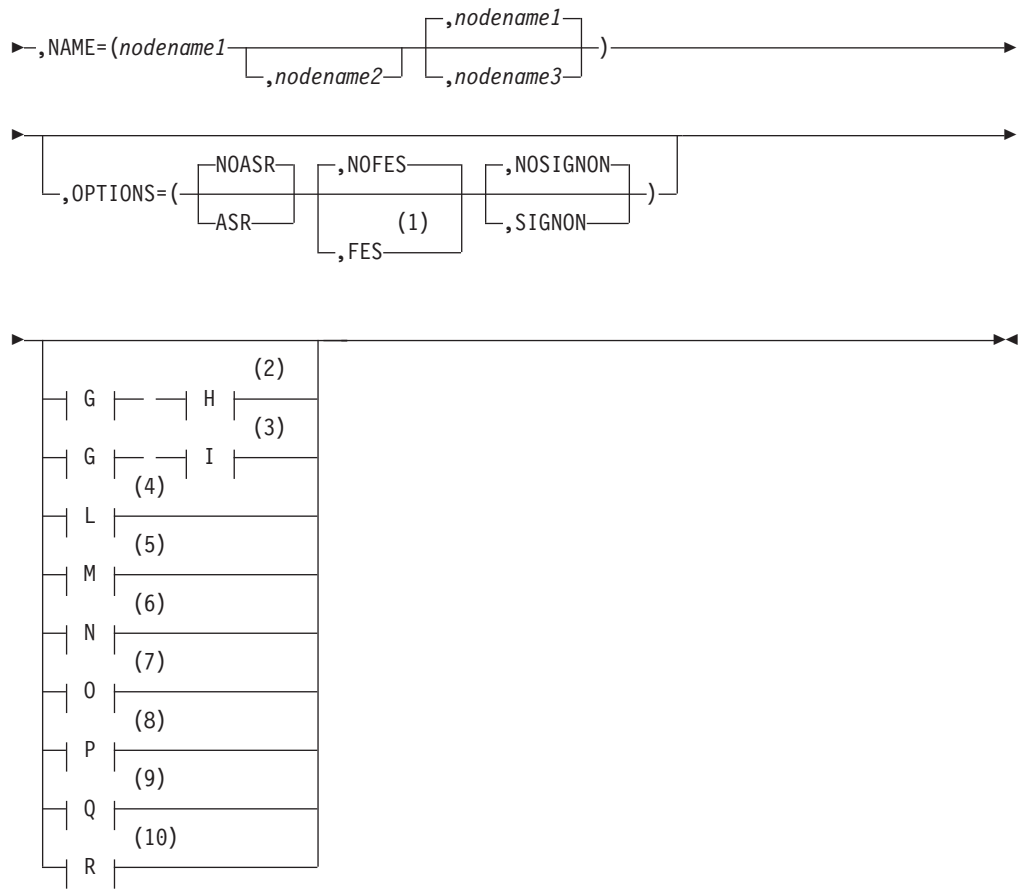 ,nodename1
,NAME=(nodename1 )
,nodename2 ,nodename3
NOASR ,NOFES ,NOSIGNON
,OPTIONS=( )
ASR (1) ,SIGNON
,FES
(2)
G H
(3)
G I
(4)
L
(5)
M
(6)
N
(7)
O
(8)
P
(9)
Q
(10)
R